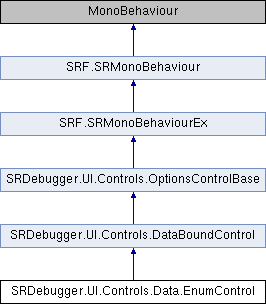 MonoBehaviour
SRF.SRMonoBehaviour
SRF.SRMonoBehaviourEx
SRDebugger.UI.Controls.OptionsControlBase
SRDebugger.UI.Controls.DataBoundControl
SRDebugger.UI.Controls.Data.EnumControl